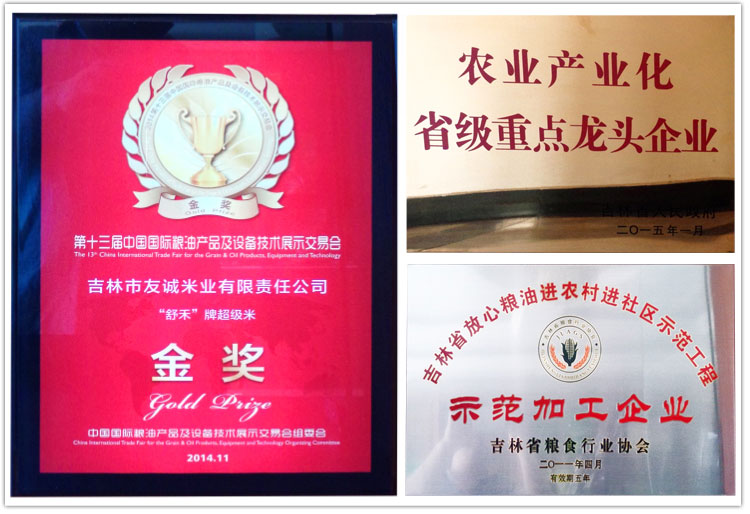 金奖
第十三届中国国际粮油产品及设备技术展示交易会
The 13th China International Trade Fair for the Grain & Oil Products, Equipment and Technology
吉林市友诚米业有限责任公司
“舒禾”牌超级米
金奖
Gold Prize
中国国际粮油产品及设备技术展示交易会组委会
China International Trade Fair for the Grain & Oil Products, Equipment and Technology Organizing Committee
2014.11
农业产业化
省级重点龙头企业
吉林省人民政府
二〇一五年一月
吉林省放心粮油进农村进社区示范工程
JLAGA
示范加工企业
吉林省粮食行业协会
二〇一一年四月
有效期五年